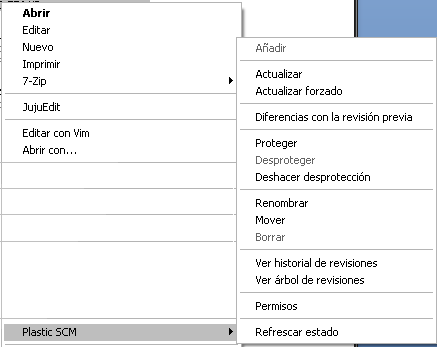 Abrir
Editar
Nuevo
Imprimir
7-Zip
JujuEdit
Editar con Vim
Abrir con...
Plastic SCM
Añadir
Actualizar
Actualizar forzado
Diferencias con la revisión previa
Proteger
Desproteger
Deshacer desprotección
Renombrar
Mover
Borrar
Ver historial de revisiones
Ver árbol de revisiones
Permisos
Refrescar estado